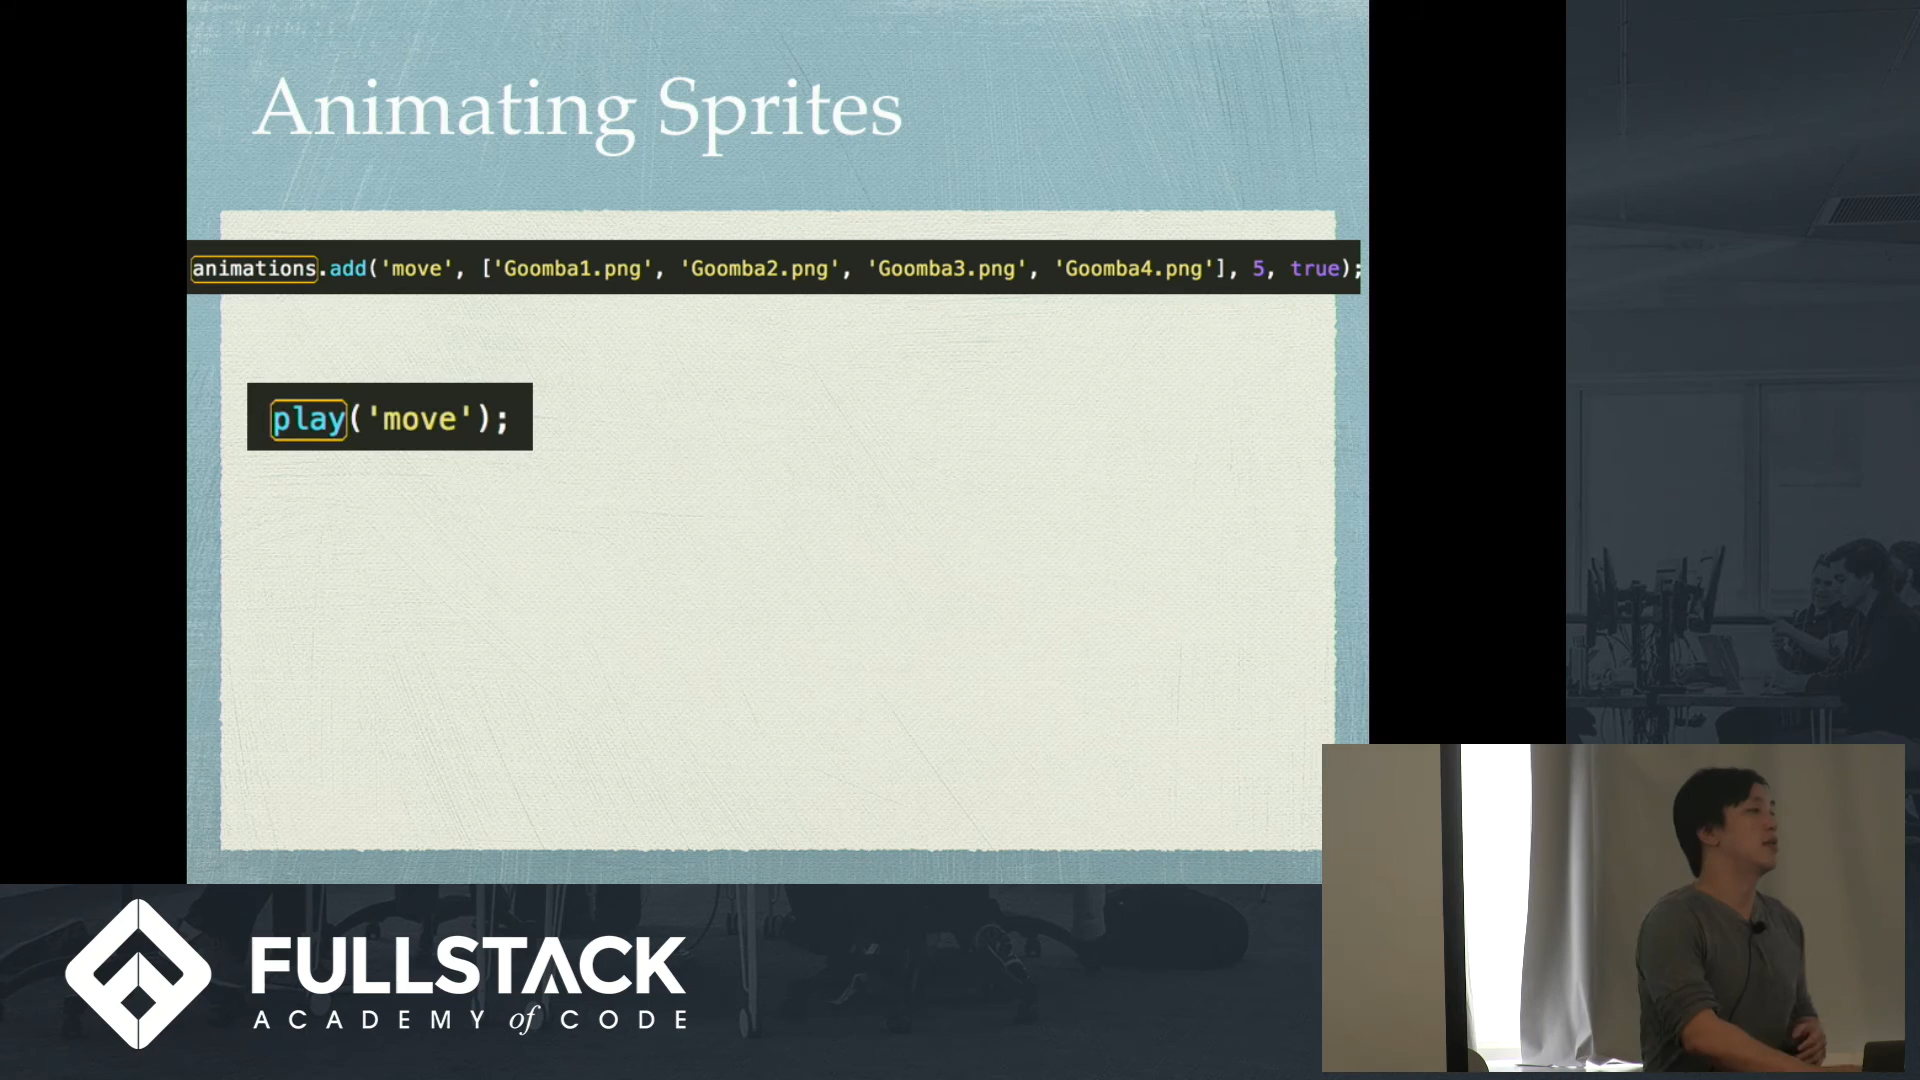 Animating Sprites
animations.add('move', ['Goomba1.png', 'Goomba2.png', 'Goomba3.png', 'Goomba4.png'], 5, true);
play('move');
FULLSTACK
ACADEMY of CODE